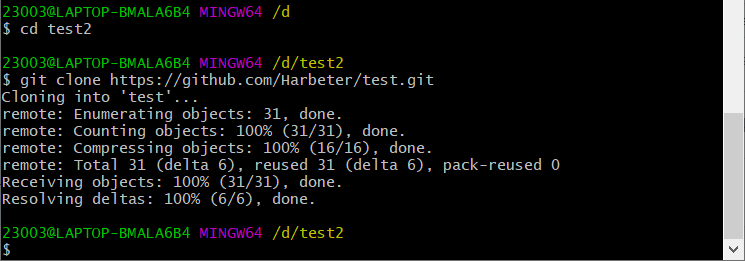 23003@LAPTOP-BMALA6B4 MINGW64 /d
$ cd test2
23003@LAPTOP-BMALA6B4 MINGW64 /d/test2
$ git clone https://github.com/Harbeter/test.git
Cloning into 'test'...
remote: Enumerating objects: 31, done.
remote: Counting objects: 100% (31/31), done.
remote: Compressing objects: 100% (16/16), done.
remote: Total 31 (delta 6), reused 31 (delta 6), pack-reused 0
Receiving objects: 100% (31/31), done.
Resolving deltas: 100% (6/6), done.
23003@LAPTOP-BMALA6B4 MINGW64 /d/test2
$